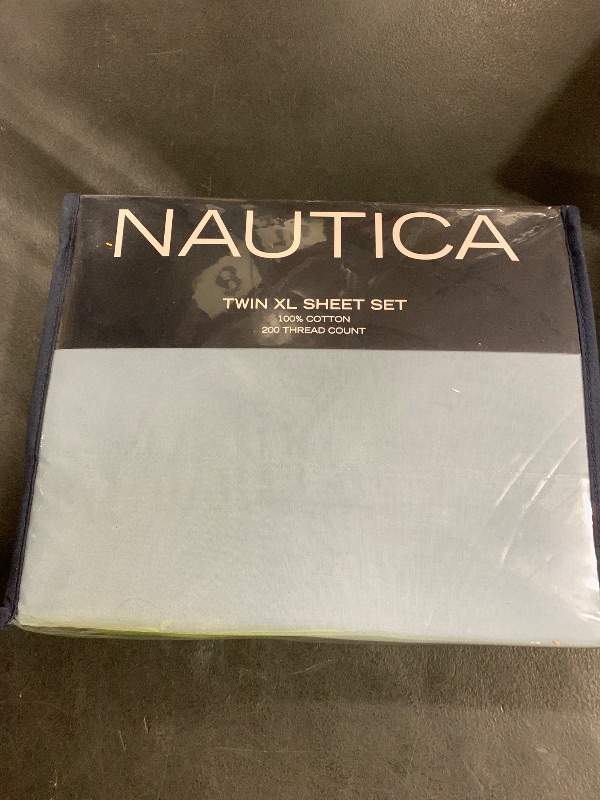 NAUTICA
TWIN XL SHEET SET
100% COTTON
200 THREAD COUNT